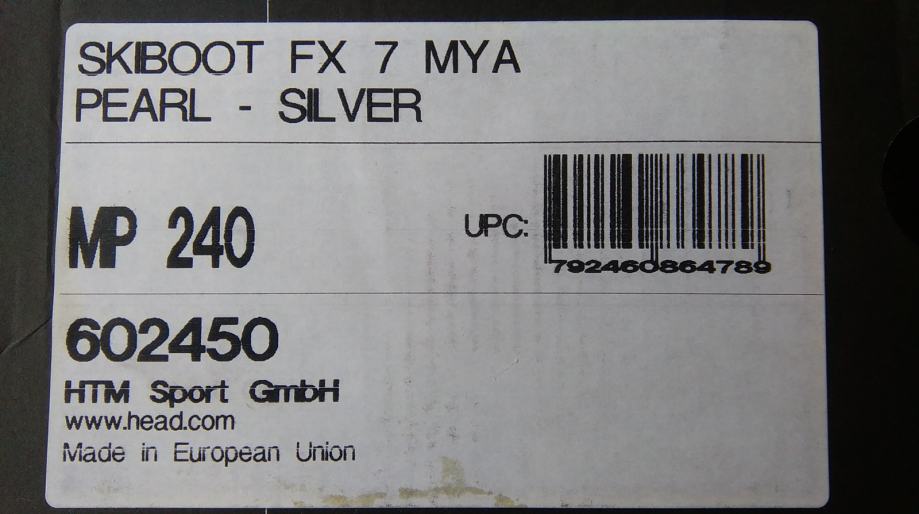 SKIBOOT FX 7 MYA
PEARL - SILVER
MP 240
UPC:
792460864789
602450
HTM Sport GmbH
www.head.com
Made in European Union